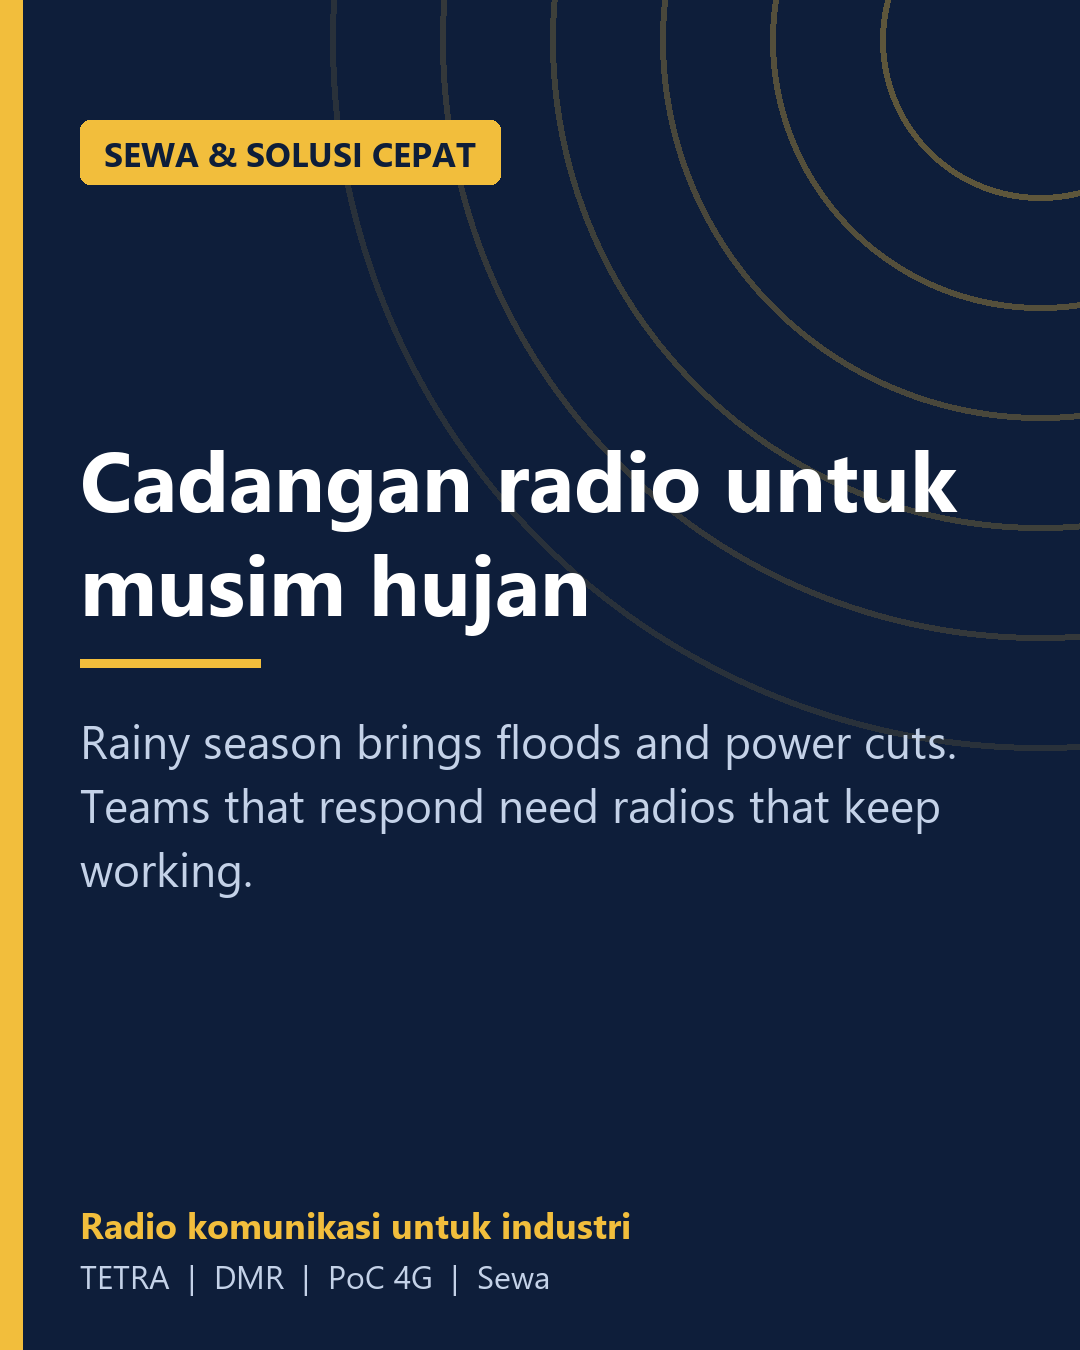 SEWA & SOLUSI CEPAT
Cadangan radio untuk
musim hujan
Rainy season brings floods and power cuts.
Teams that respond need radios that keep
working.
Radio komunikasi untuk industri
TETRA | DMR | PoC 4G | Sewa